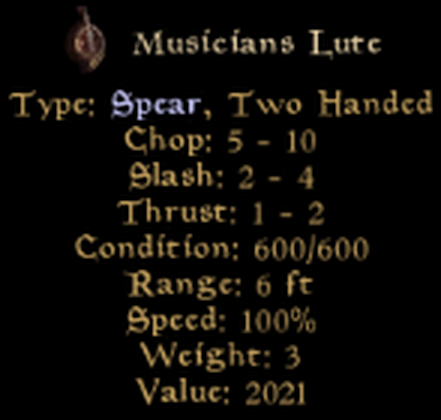 Musicians Lute
Type: Spear, Two Handed
Chop: 5 - 10
Slash: 2 - 4
Thrust: 1 - 2
Condition: 600/600
Range: 6 ft
Speed: 100%
Weight: 3
Value: 2021